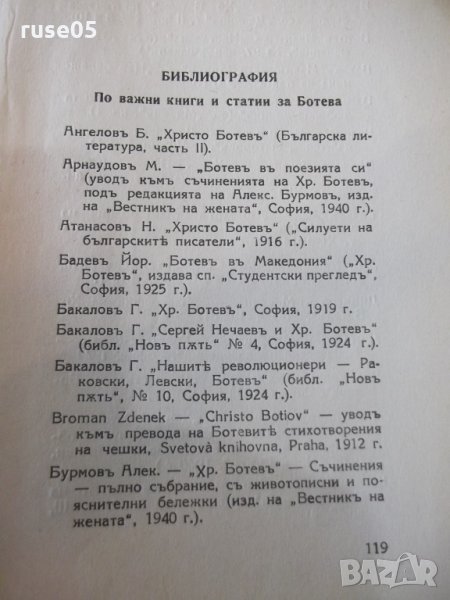 ruse05
БИБЛИОГРАФИЯ
По важни книги и статии за Ботева
Ангеловъ Б. „Христо Ботевъ“ (Българска ли-
тература, часть II).
Арнаудовъ М. — „Ботевъ въ поезията си“
(уводъ къмъ съчиненията на Хр. Ботевъ,
подъ редакцията на Алекс. Бурмовъ, изд.
на „Вестникъ на жената“, София, 1940 г.).
Атанасовъ Н. „Христо Ботевъ“ („Силуети на
българскитѣ писатели“, 1916 г.).
Бадевъ Йор. „Ботевъ въ Македония“ („Хр.
Ботевъ“, издава сп. „Студентски прегледъ“,
София, 1925 г.).
Бакаловъ Г. „Хр. Ботевъ“, София, 1919 г.
Бакаловъ Г. „Сергей Нечаевъ и Хр. Ботевъ“
(библ. „Новъ пѫть“ № 4, София, 1924 г.).
Бакаловъ Г. „Нашитѣ революционери — Ра-
ковски, Левски, Ботевъ“ (библ. „Новъ
пѫть“, № 10, София, 1924 г.).
Broman Zdenek — „Christo Botiov“ — уводъ
къмъ превода на Ботевитѣ стихотворения
на чешки, Svetovà knihovna, Praha, 1912 г.
Бурмовъ Алек. — „Хр. Ботевъ“ — Съчинения
— пълно събрание, съ животописни и по-
яснителни бележки (изд. на „Вестникъ на
жената“, 1940 г.).
119
BAZAR
bg